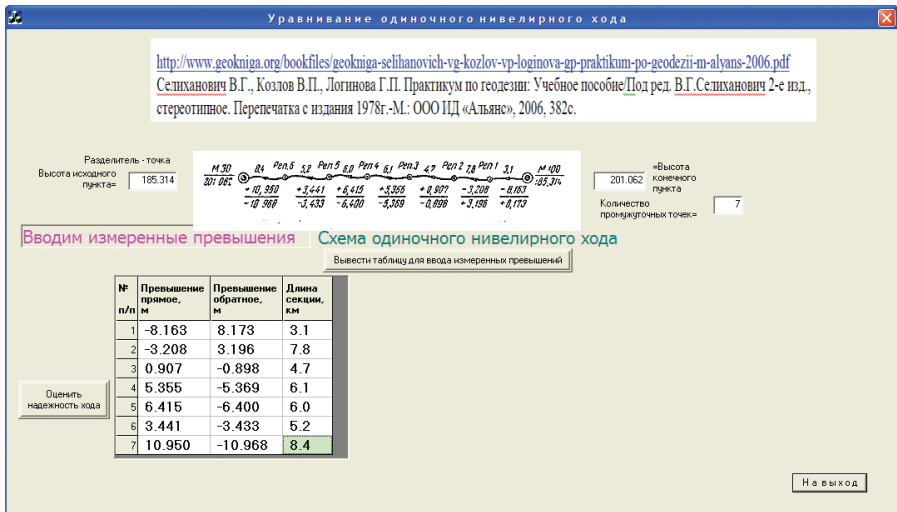 Уравнивание одиночного нивелирного хода
http://www.geokniga.org/bookfiles/geokniga-selihanovich-vg-kozlov-vp-loginova-gp-praktikum-po-geodezii-m-alyans-2006.pdf
Селиханович В.Г., Козлов В.П., Логинова Г.П. Практикум по геодезии: Учебное пособие/Под ред. В.Г.Селиханович 2-е изд.,
стереотипное. Перепечатка с издания 1978г.-М.: ООО ИД «Альянс», 2006, 382с.
Разделитель - точка
Высота исходного пункта= 185.314
М 30 8,4 Реп.6 5,2 Реп 5 6,0 Реп 4 6,1 Реп.3 4,7 Реп 2 7,8 Реп 1 3,1 М 100
201 062 185,314
+10,950 +3,441 +6,415 +5,355 +0,907 -3,208 -8,163
-10 968 -3,433 -6,400 -5,369 -0,898 +3,196 +8,173
201.062 =Высота конечного пункта
Количество промужуточных точек= 7
Вводим измеренные превышения
Схема одиночного нивелирного хода
Вывести таблицу для ввода измеренных превышений
№ п/п Превышение прямое, м Превышение обратное, м Длина секции, км
1 -8.163 8.173 3.1
2 -3.208 3.196 7.8
3 0.907 -0.898 4.7
4 5.355 -5.369 6.1
5 6.415 -6.400 6.0
6 3.441 -3.433 5.2
7 10.950 -10.968 8.4
Оценить
надежность хода
На выход